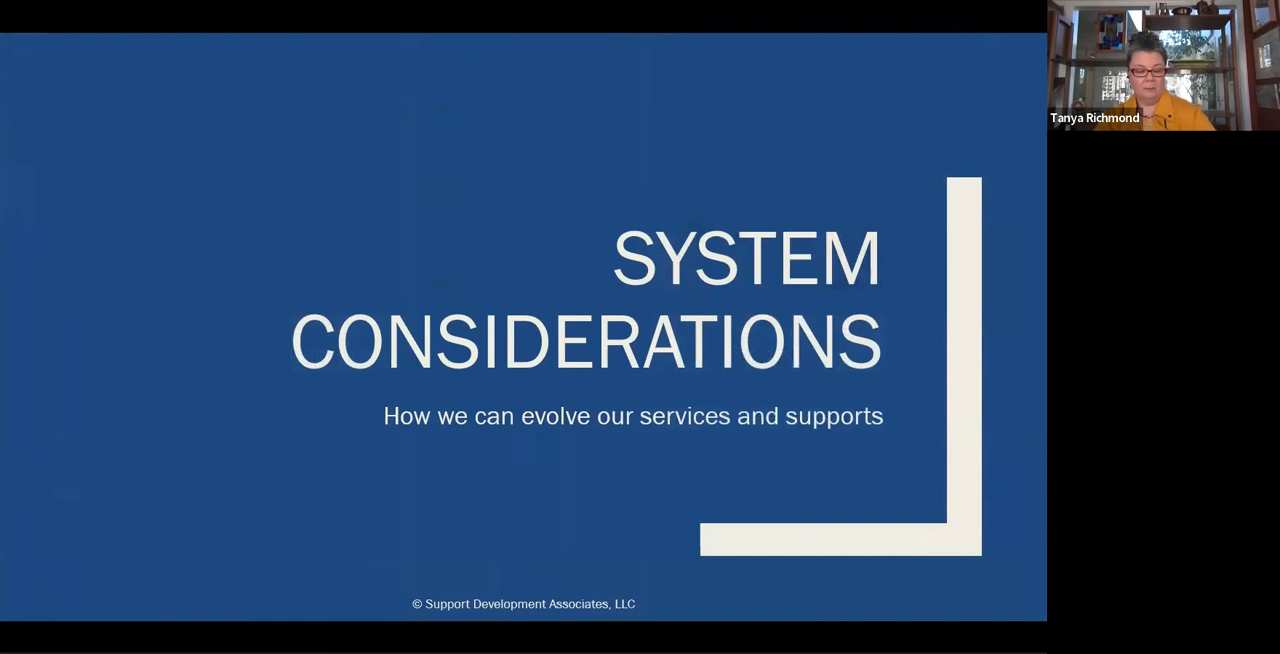 SYSTEM
CONSIDERATIONS
How we can evolve our services and supports
© Support Development Associates, LLC
Tanya Richmond